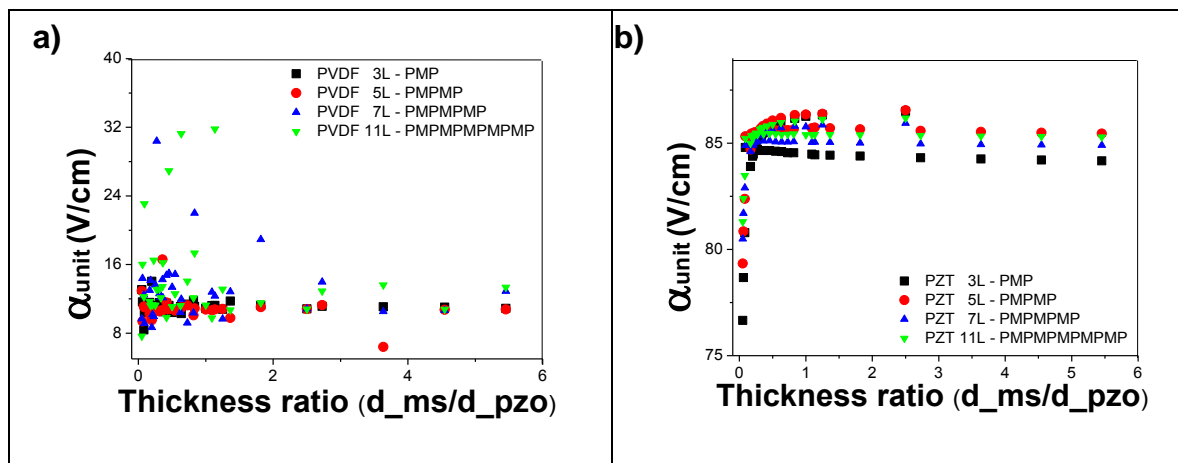 a)
40
32
24
16
8
αunit (V/cm)
PVDF 3L - PMP
PVDF 5L - PMPMP
PVDF 7L - PMPMPMP
PVDF 11L - PMPMPMPMPMP
0 2 4 6
Thickness ratio (d_ms/d_pzo)
b)
85
80
75
αunit (V/cm)
PZT 3L - PMP
PZT 5L - PMPMP
PZT 7L - PMPMPMP
PZT 11L - PMPMPMPMPMP
0 1 2 3 4 5 6
Thickness ratio (d_ms/d_pzo)